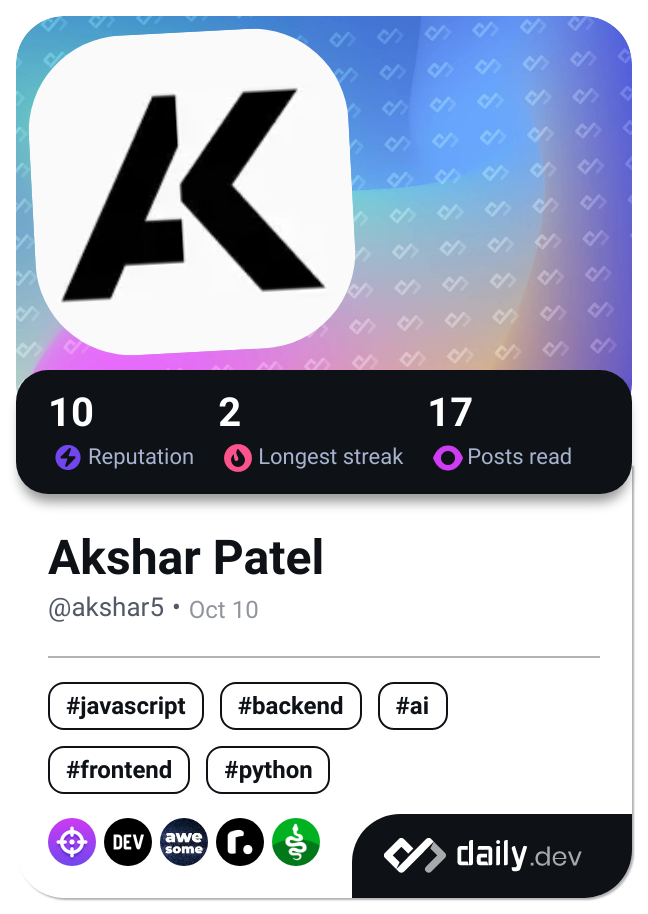 AK
10
2
17
Reputation
Longest streak
Posts read
Akshar Patel
@akshar5 • Oct 10
#javascript
#backend
#ai
#frontend
#python
DEV
awe
some
r.
daily.dev